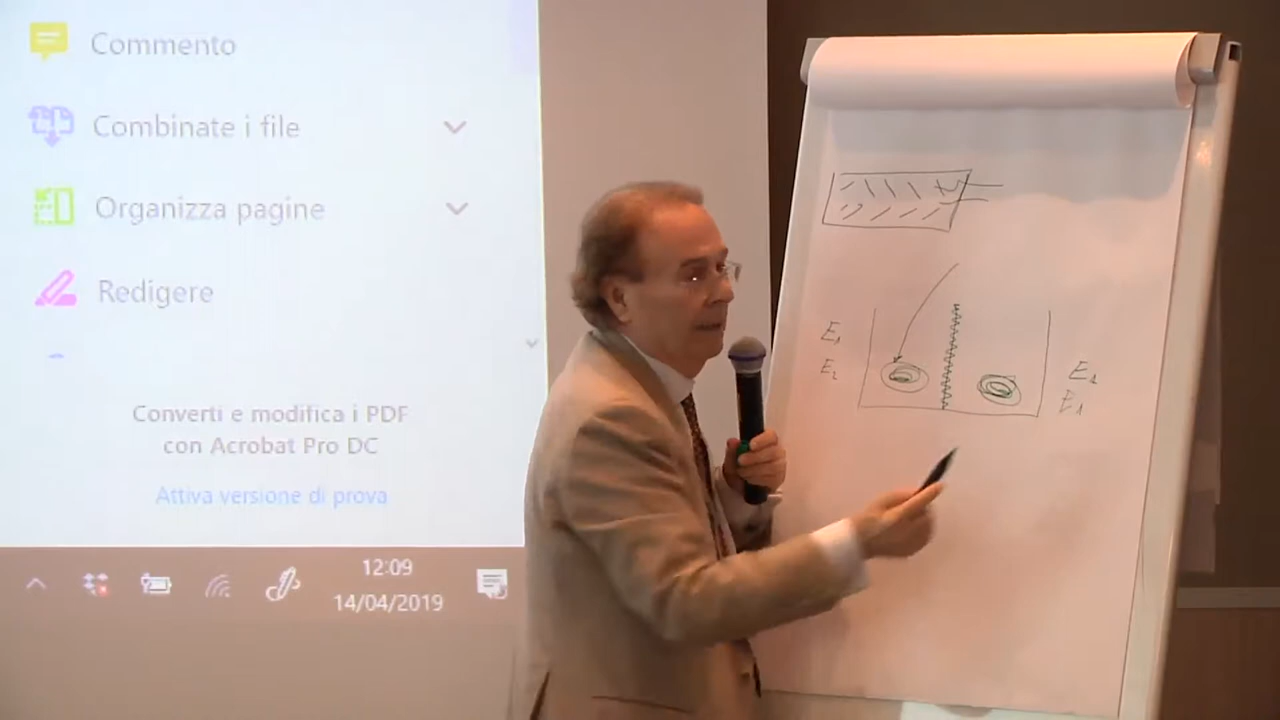 Commento
Combinate i file
Organizza pagine
Redigere
Converti e modifica i PDF
con Acrobat Pro DC
Attiva versione di prova
12:09
14/04/2019
E1
E2
E2
E1